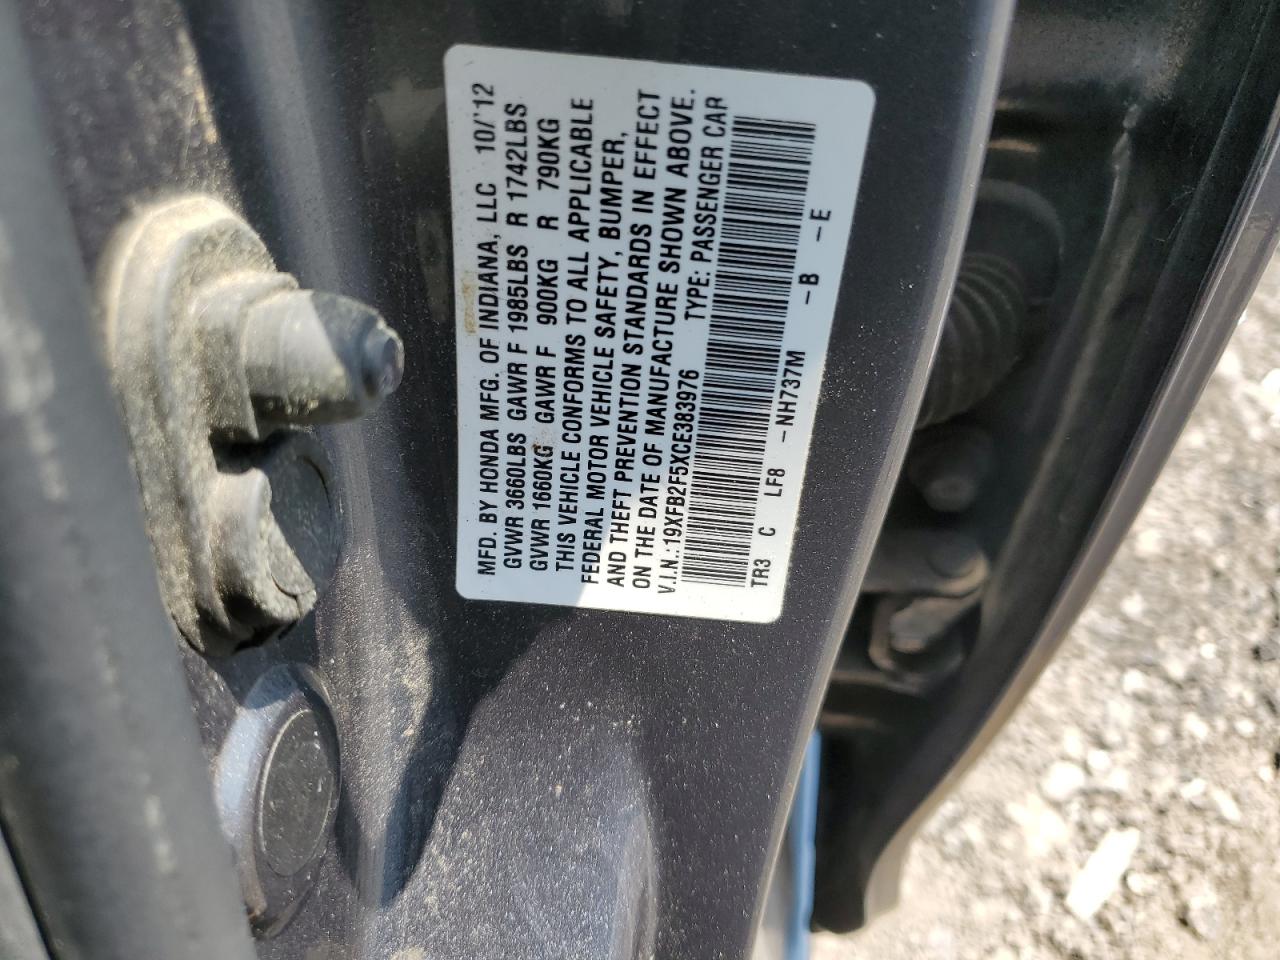 MFD. BY HONDA MFG. OF INDIANA, LLC 10/'12
GVWR 3660LBS GAWR F 1985LBS R 1742LBS
GVWR 1660KG GAWR F 900KG R 790KG
THIS VEHICLE CONFORMS TO ALL APPLICABLE
FEDERAL MOTOR VEHICLE SAFETY, BUMPER,
AND THEFT PREVENTION STANDARDS IN EFFECT
ON THE DATE OF MANUFACTURE SHOWN ABOVE.
V.I.N.:19XFB2F5XCE383976 TYPE: PASSENGER CAR
TR3 C LF8 -NH737M -B -E